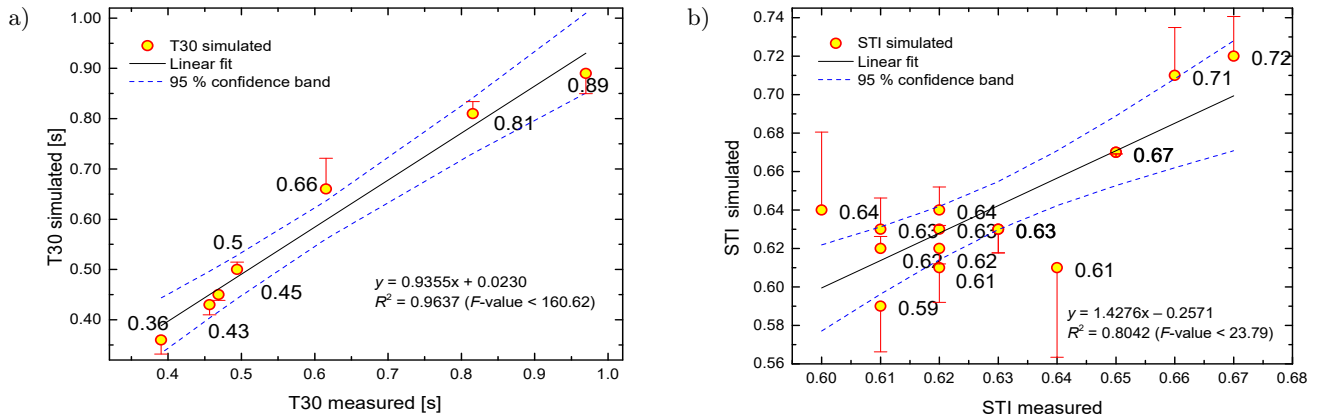 a)
T30 simulated
Linear fit
95 % confidence band
1.00
0.90
0.80
0.70
0.60
0.50
0.40
T30 simulated [s]
0.89
0.81
0.66
0.5
0.45
0.36
0.43
y = 0.9355x + 0.0230
R² = 0.9637 (F-value < 160.62)
0.4 0.5 0.6 0.7 0.8 0.9 1.0
T30 measured [s]
b)
STI simulated
Linear fit
95 % confidence band
0.74
0.72
0.70
0.68
0.66
0.64
0.62
0.60
0.58
0.56
STI simulated
0.72
0.71
0.67
0.64
0.64
0.63
0.63
0.63
0.62
0.62
0.61
0.61
0.59
y = 1.4276x – 0.2571
R² = 0.8042 (F-value < 23.79)
0.60 0.61 0.62 0.63 0.64 0.65 0.66 0.67 0.68
STI measured